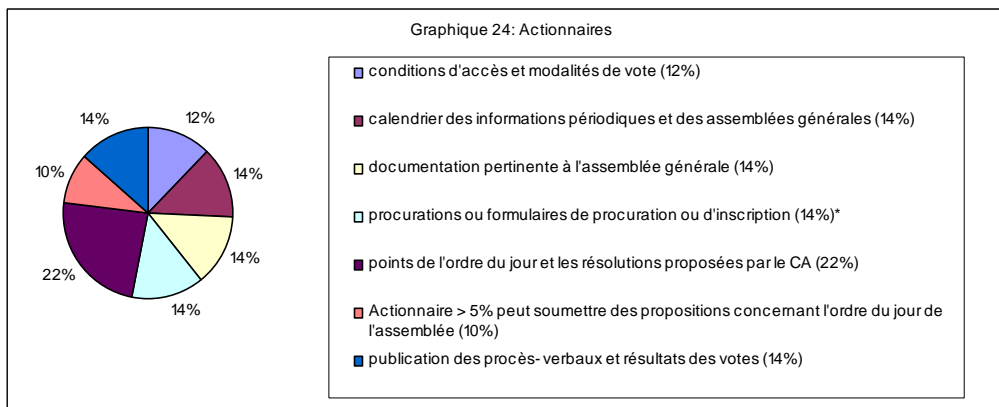 Graphique 24: Actionnaires
14%
12%
10%
14%
22%
14%
14%
conditions d'accès et modalités de vote (12%)
calendrier des informations périodiques et des assemblées générales (14%)
documentation pertinente à l'assemblée générale (14%)
procurations ou formulaires de procuration ou d'inscription (14%)*
points de l'ordre du jour et les résolutions proposées par le CA (22%)
Actionnaire > 5% peut soumettre des propositions concernant l'ordre du jour de
l'assemblée (10%)
publication des procès- verbaux et résultats des votes (14%)